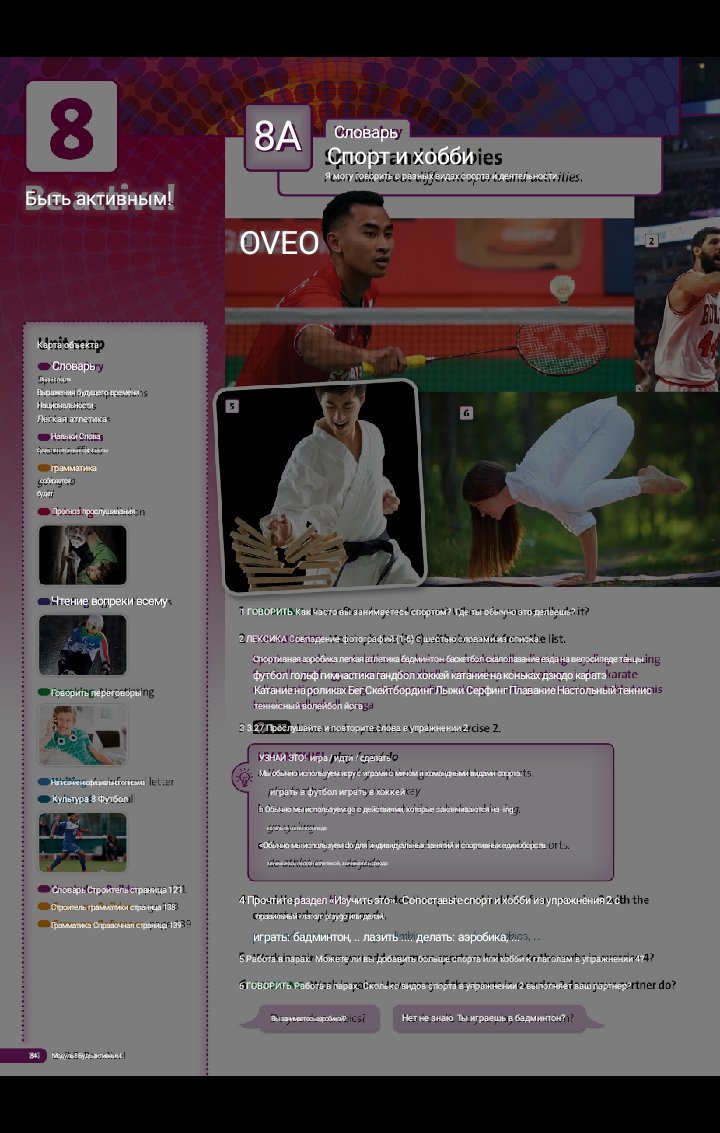 8
Быть активным!
8A
Словарь
Спорт и хобби
Я могу говорить о разных видах спорта и деятельности.
OVEO
2
5
6
Карта объекта
Словарь
Выражения будущего времени
Национальности
Легкая атлетика
Навыки Слова
грамматика
собирается
будет
Прогноз прослушивания
Чтение вопреки всему
Говорить переговоры
letter
Культура 8 Футбол
Словарь Строитель страница 121
Строитель грамматики страница 138
Грамматика Справочная страница 139
1 ГОВОРИТЬ Как часто вы занимаетесь спортом? Где ты обычно это делаешь?
2 ЛЕКСИКА Совпадение фотографий (1-6) с шестью словами из списка.
Спортивная аэробика легкая атлетика бадминтон баскетбол скалолазание езда на велосипеде танцы
футбол гольф гимнастика гандбол хоккей катание на коньках дзюдо каратэ
Катание на роликах Бег Скейтбординг Лыжи Серфинг Плавание Настольный теннис
теннисный волейбол йога
3 3.27 Прослушайте и повторите слова в упражнении 2.
УЗНАЙ ЭТО! игра / идти / сделать
Мы обычно используем игру с играми с мячом и командными видами спорта.
играть в футбол играть в хоккей
b Обычно мы используем go с действиями, которые заканчиваются на -ing.
с Обычно мы используем do для индивидуальных занятий и спортивных единоборств.
4 Прочтите раздел «Изучить это». Сопоставьте спорт и хобби из упражнения 2 с
правильный глагол: play, go или делай.
играть: бадминтон, .. лазить ... делать: аэробика,...
5 Работа в парах. Можете ли вы добавить больше спорта или хобби к глаголам в упражнении 4?
6 ГОВОРИТЬ Работа в парах. Сколько видов спорта в упражнении 2 выполняет ваш партнер?
Вы занимаетесь аэробикой?
Нет не знаю. Ты играешь в бадминтон?
84
Модуль 8 Будь активным!